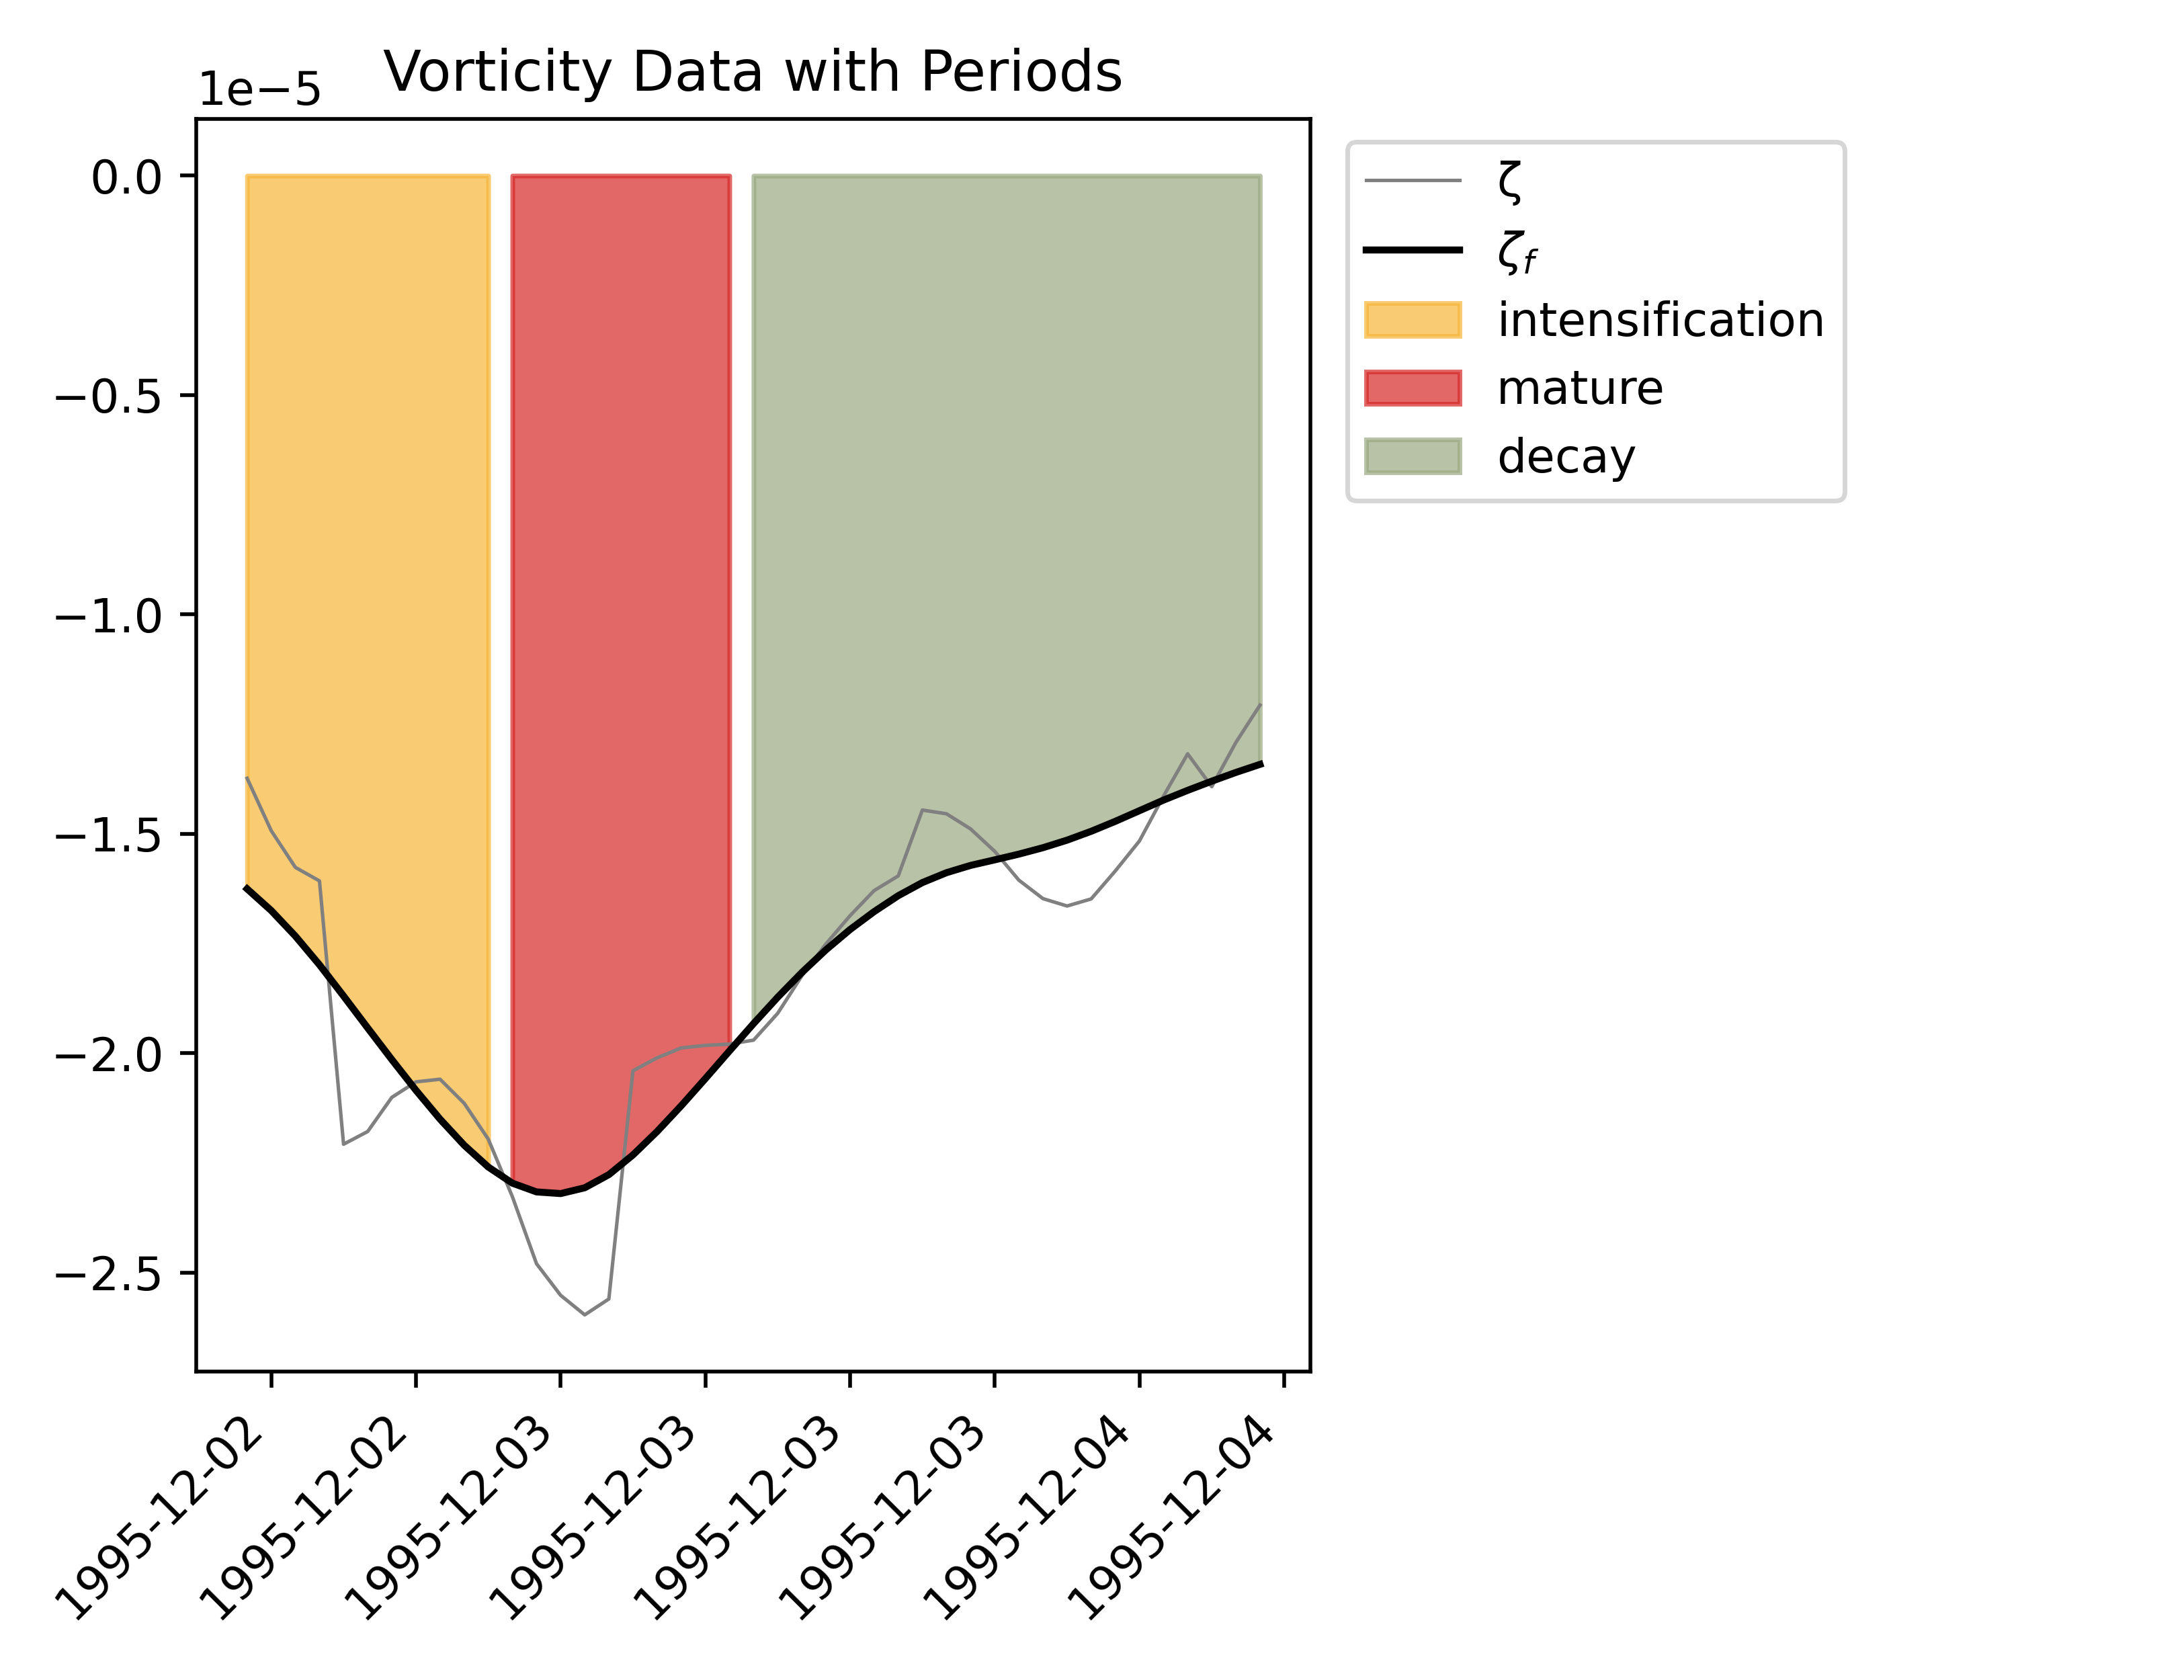 Vorticity Data with Periods
1e−5
0.0
−0.5
−1.0
−1.5
−2.0
−2.5
1995-12-02
1995-12-02
1995-12-03
1995-12-03
1995-12-03
1995-12-03
1995-12-04
1995-12-04
ζ
ζf
intensification
mature
decay